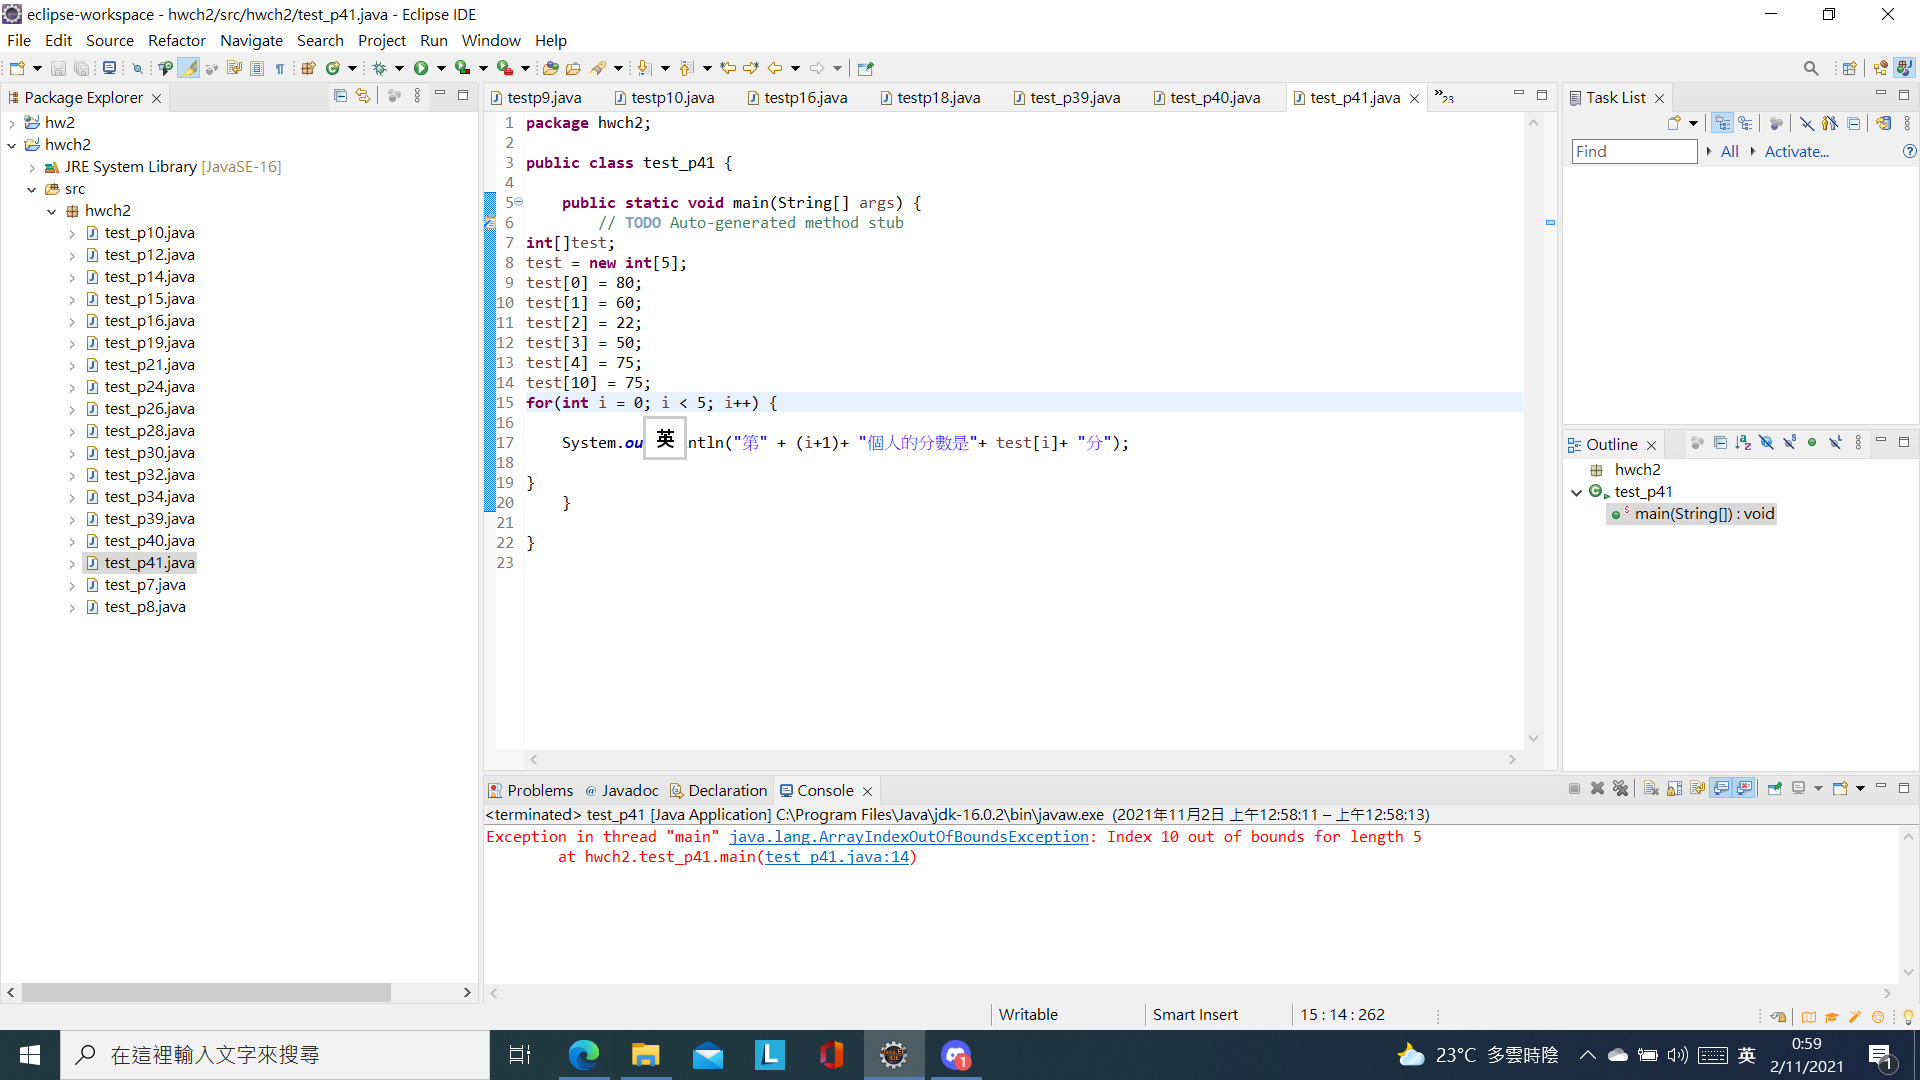 eclipse-workspace - hwch2/src/hwch2/test_p41.java - Eclipse IDE
File Edit Source Refactor Navigate Search Project Run Window Help
Package Explorer
hw2
hwch2
JRE System Library [JavaSE-16]
src
hwch2
test_p10.java
test_p12.java
test_p14.java
test_p15.java
test_p16.java
test_p19.java
test_p21.java
test_p24.java
test_p26.java
test_p28.java
test_p30.java
test_p32.java
test_p34.java
test_p39.java
test_p40.java
test_p41.java
test_p7.java
test_p8.java
testp9.java testp10.java testp16.java testp18.java test_p39.java test_p40.java test_p41.java »23
1 package hwch2;
2
3 public class test_p41 {
4
5 public static void main(String[] args) {
6 // TODO Auto-generated method stub
7 int[]test;
8 test = new int[5];
9 test[0] = 80;
10 test[1] = 60;
11 test[2] = 22;
12 test[3] = 50;
13 test[4] = 75;
14 test[10] = 75;
15 for(int i = 0; i < 5; i++) {
16
17 System.ou 英 ntln("第" + (i+1)+ "個人的分數是"+ test[i]+ "分");
18
19 }
20 }
21
22 }
23
Task List
Find All Activate...
Outline
hwch2
test_p41
main(String[]) : void
Problems @ Javadoc Declaration Console
<terminated> test_p41 [Java Application] C:\Program Files\Java\jdk-16.0.2\bin\javaw.exe (2021年11月2日 上午12:58:11 – 上午12:58:13)
Exception in thread "main" java.lang.ArrayIndexOutOfBoundsException: Index 10 out of bounds for length 5
at hwch2.test_p41.main(test_p41.java:14)
Writable Smart Insert 15 : 14 : 262
在這裡輸入文字來搜尋
23°C 多雲時陰 英
0:59
2/11/2021
1